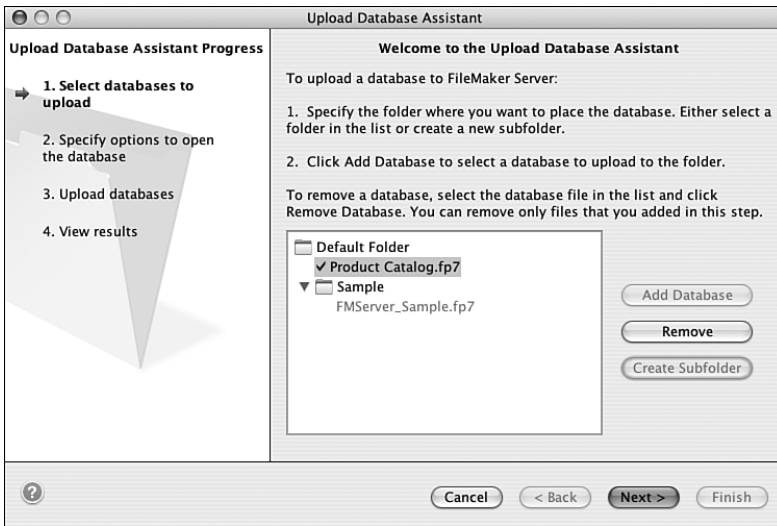 Upload Database Assistant
Upload Database Assistant Progress
1. Select databases to
upload
2. Specify options to open
the database
3. Upload databases
4. View results
Welcome to the Upload Database Assistant
To upload a database to FileMaker Server:
1. Specify the folder where you want to place the database. Either select a
folder in the list or create a new subfolder.
2. Click Add Database to select a database to upload to the folder.
To remove a database, select the database file in the list and click
Remove Database. You can remove only files that you added in this step.
Default Folder
✓ Product Catalog.fp7
Sample
FMServer_Sample.fp7
Add Database
Remove
Create Subfolder
?
Cancel
< Back
Next >
Finish